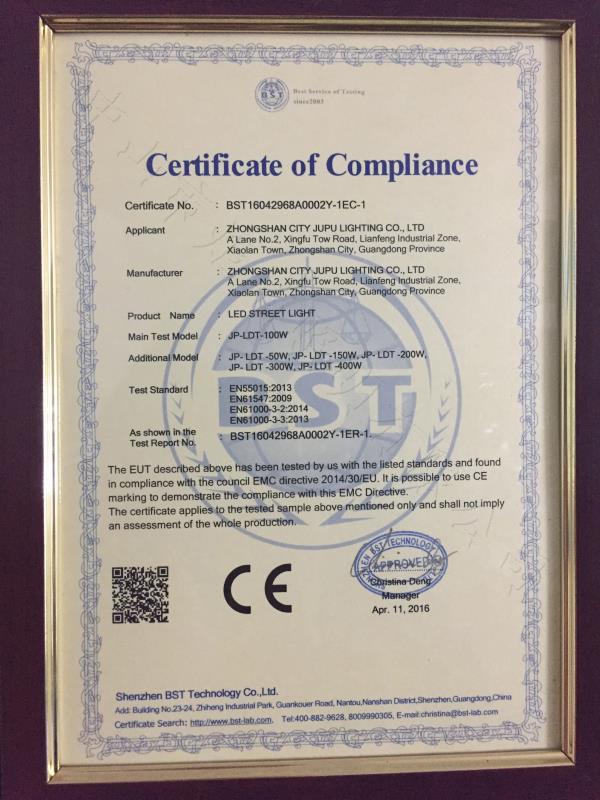 BST
Best Service of Testing
since2003
Certificate of Compliance
Certificate No. : BST16042968A0002Y-1EC-1
Applicant : ZHONGSHAN CITY JUPU LIGHTING CO., LTD
A Lane No.2, Xingfu Tow Road, Lianfeng Industrial Zone,
Xiaolan Town, Zhongshan City, Guangdong Province
Manufacturer : ZHONGSHAN CITY JUPU LIGHTING CO., LTD
A Lane No.2, Xingfu Tow Road, Lianfeng Industrial Zone,
Xiaolan Town, Zhongshan City, Guangdong Province
Product Name : LED STREET LIGHT
Main Test Model : JP-LDT-100W
Additional Model : JP- LDT -50W, JP- LDT -150W, JP- LDT -200W,
JP- LDT -300W, JP- LDT -400W
Test Standard : EN55015:2013
EN61547:2009
EN61000-3-2:2014
EN61000-3-3:2013
As shown in the
Test Report No. : BST16042968A0002Y-1ER-1.
BST
The EUT described above has been tested by us with the listed standards and found
in compliance with the council EMC directive 2014/30/EU. It is possible to use CE
marking to demonstrate the compliance with this EMC Directive.
The certificate applies to the tested sample above mentioned only and shall not imply
an assessment of the whole production.
CE
BST TECHNOLOGY
APPROVED
Christina Deng
Manager
Apr. 11, 2016
Shenzhen BST Technology Co.,Ltd.
Add: Building No.23-24, Zhiheng Industrial Park, Guankouer Road, Nantou,Nanshan District,Shenzhen,Guangdong,China
Certificate Search: http://www.bst-lab.com, Tel:400-882-9628, 8009990305, E-mail:christina@bst-lab.com